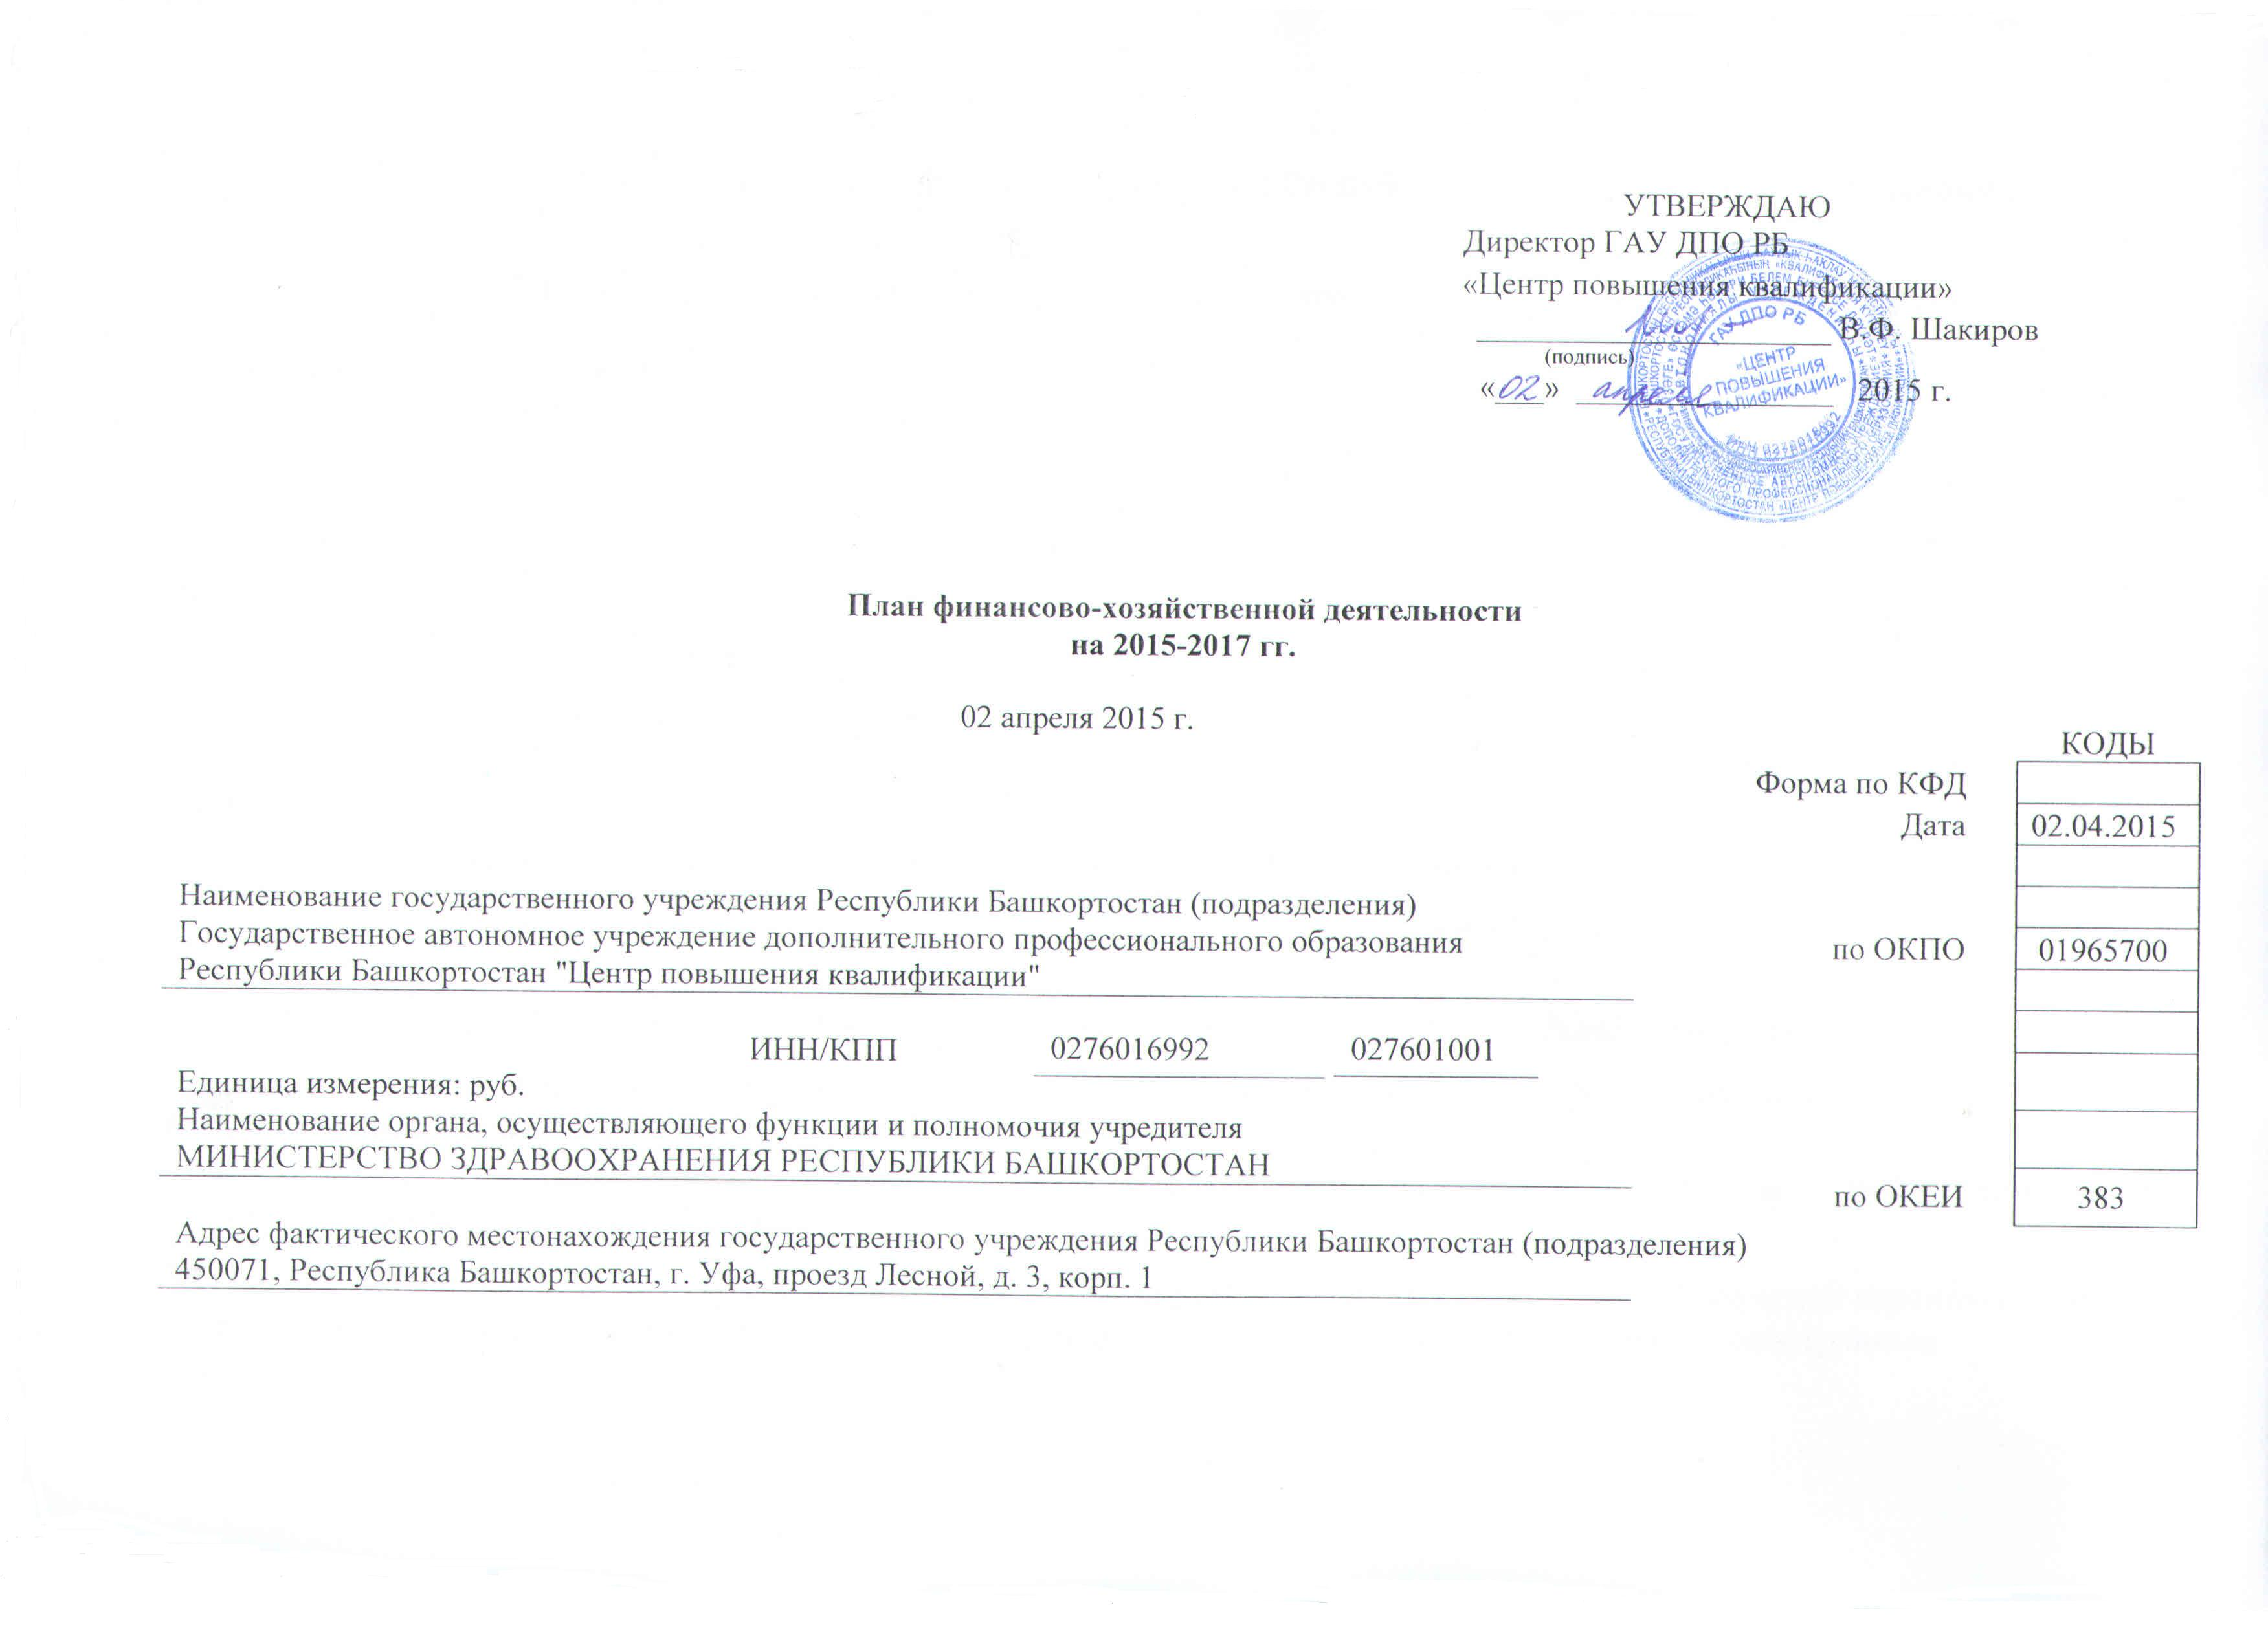 УТВЕРЖДАЮ
Директор ГАУ ДПО РБ
«Центр повышения квалификации»
В.Ф. Шакиров
(подпись)
«02» апреля 2015 г.
ГАУ ДПО РБ
«ЦЕНТР
ПОВЫШЕНИЯ
КВАЛИФИКАЦИИ»
План финансово-хозяйственной деятельности
на 2015-2017 гг.
02 апреля 2015 г.
КОДЫ
Форма по КФД
Дата 02.04.2015
Наименование государственного учреждения Республики Башкортостан (подразделения)
Государственное автономное учреждение дополнительного профессионального образования
по ОКПО 01965700
Республики Башкортостан "Центр повышения квалификации"
ИНН/КПП 0276016992 027601001
Единица измерения: руб.
Наименование органа, осуществляющего функции и полномочия учредителя
МИНИСТЕРСТВО ЗДРАВООХРАНЕНИЯ РЕСПУБЛИКИ БАШКОРТОСТАН
по ОКЕИ 383
Адрес фактического местонахождения государственного учреждения Республики Башкортостан (подразделения)
450071, Республика Башкортостан, г. Уфа, проезд Лесной, д. 3, корп. 1